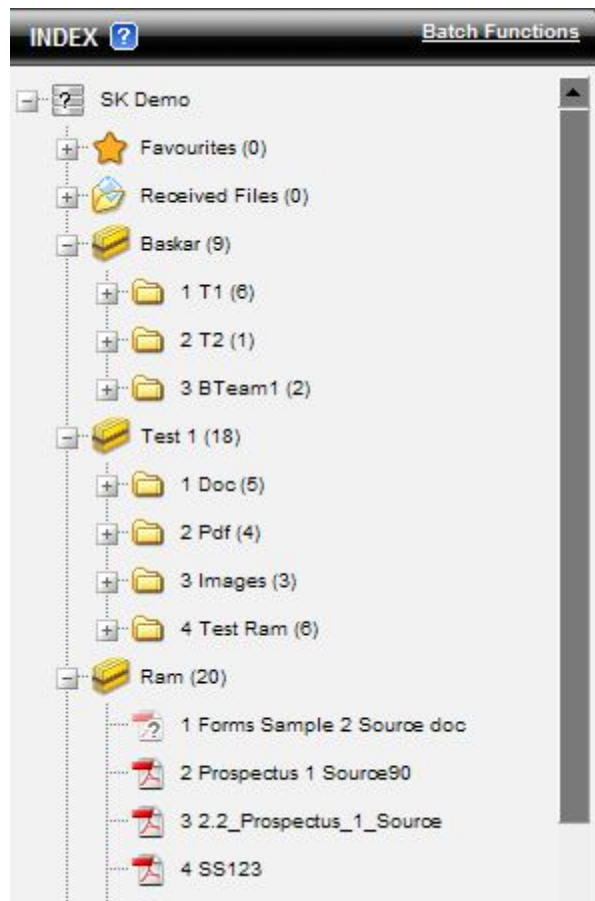 INDEX ? Batch Functions
? SK Demo
Favourites (0)
Received Files (0)
Baskar (9)
1 T1 (6)
2 T2 (1)
3 BTeam1 (2)
Test 1 (18)
1 Doc (5)
2 Pdf (4)
3 Images (3)
4 Test Ram (6)
Ram (20)
? 1 Forms Sample 2 Source doc
2 Prospectus 1 Source90
3 2.2_Prospectus_1_Source
4 SS123